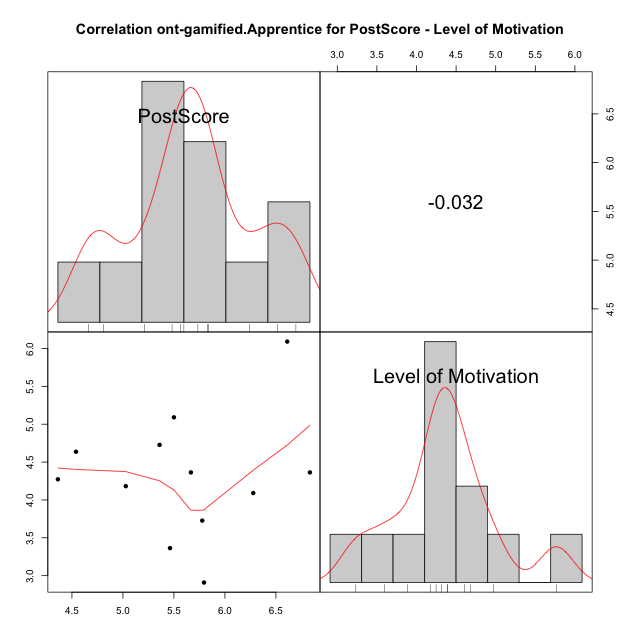 Correlation ont-gamified.Apprentice for PostScore - Level of Motivation
3.0 3.5 4.0 4.5 5.0 5.5 6.0
PostScore
-0.032
6.5
6.0
5.5
5.0
4.5
6.0
5.5
5.0
4.5
4.0
3.5
3.0
Level of Motivation
4.5 5.0 5.5 6.0 6.5